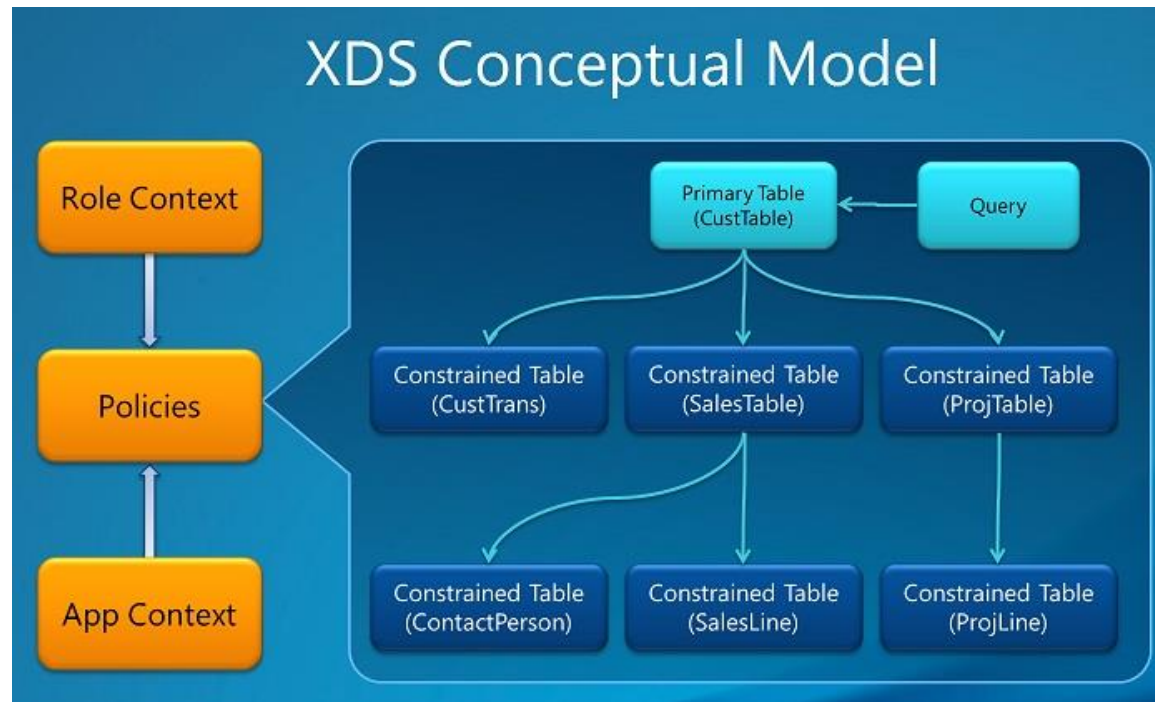 XDS Conceptual Model
Role Context
Primary Table
(CustTable)
Query
Policies
Constrained Table
(CustTrans)
Constrained Table
(SalesTable)
Constrained Table
(ProjTable)
App Context
Constrained Table
(ContactPerson)
Constrained Table
(SalesLine)
Constrained Table
(ProjLine)